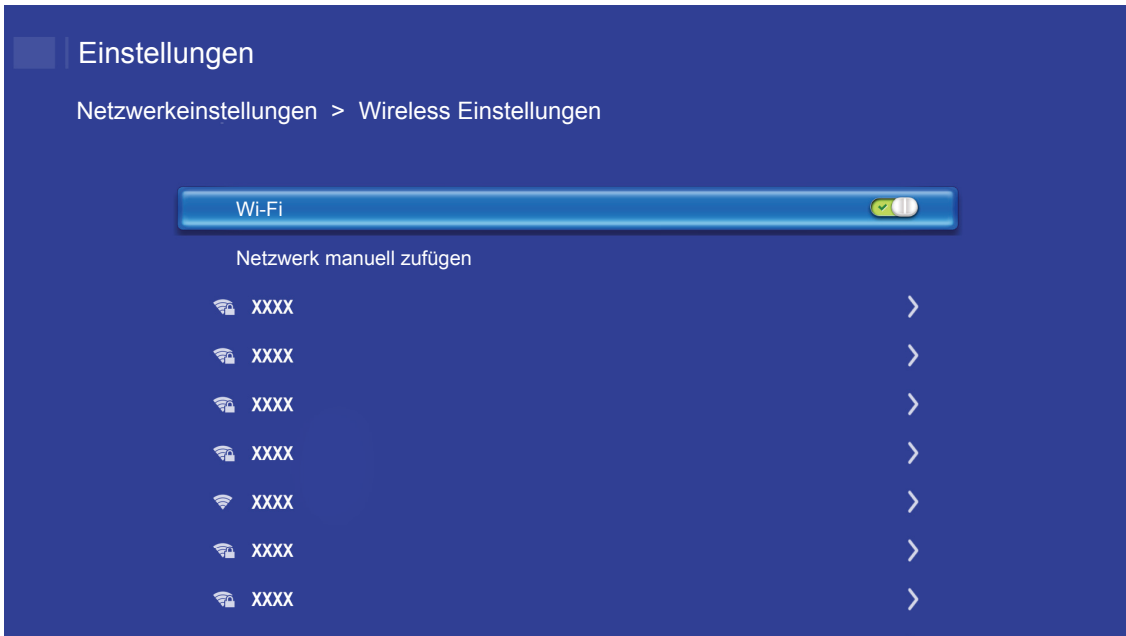 Einstellungen
Netzwerkeinstellungen > Wireless Einstellungen
Wi-Fi
Netzwerk manuell zufügen
XXXX
XXXX
XXXX
XXXX
XXXX
XXXX
XXXX